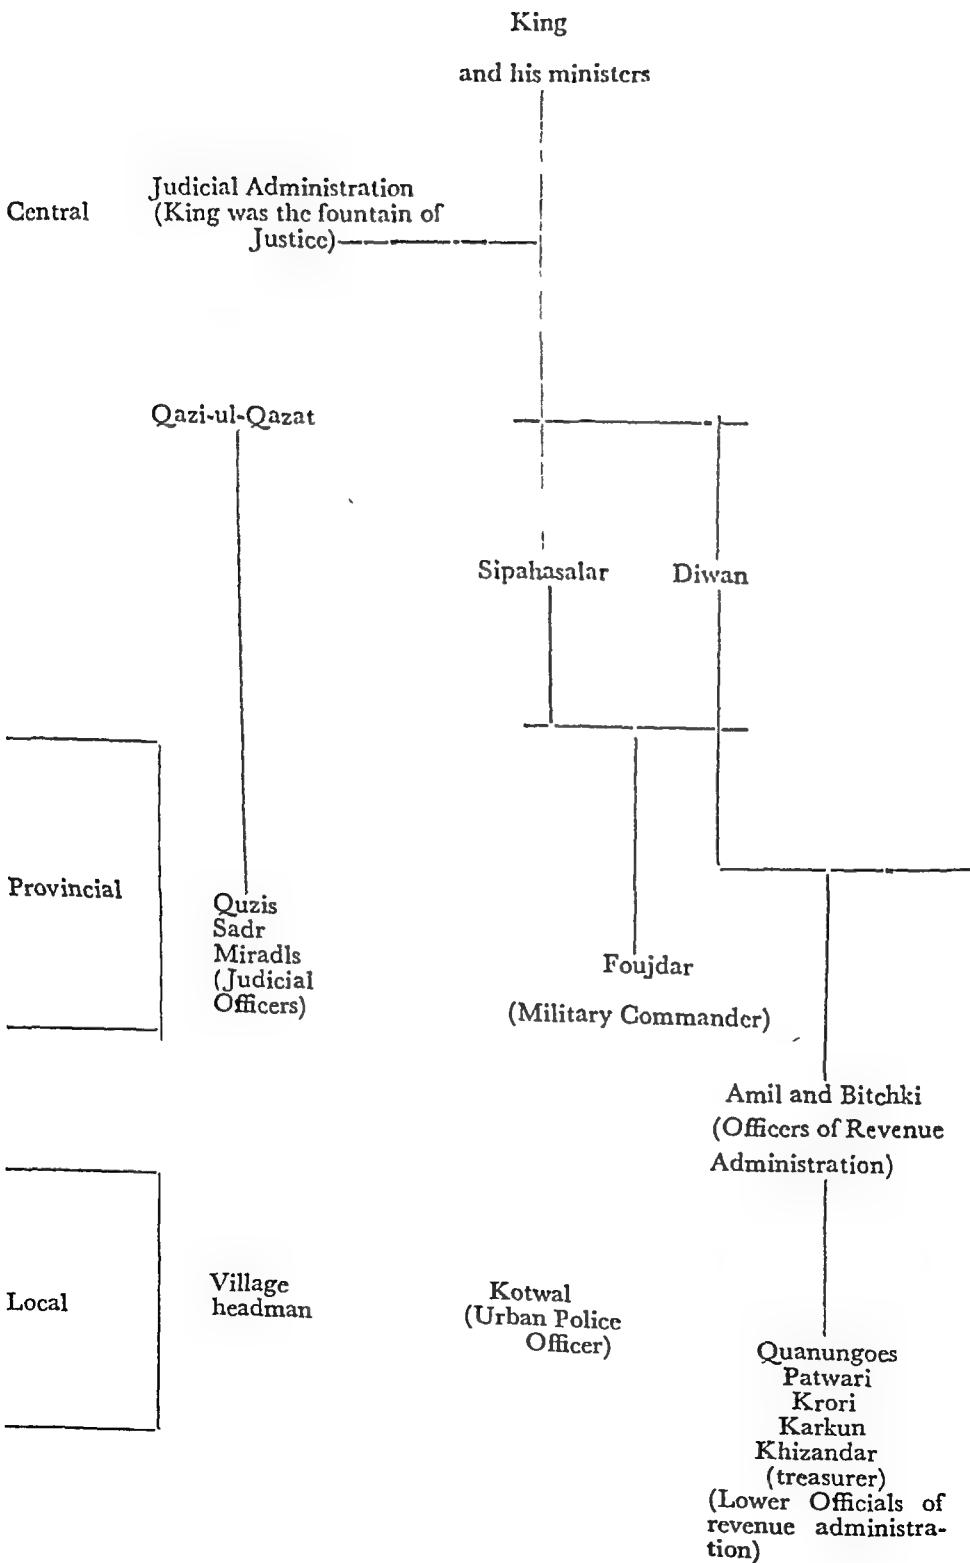 King
and his ministers
Central
Judicial Administration
(King was the fountain of
Justice)
Qazi-ul-Qazat
Sipahasalar
Diwan
Provincial
Quzis
Sadr
Miradls
(Judicial
Officers)
Foujdar
(Military Commander)
Amil and Bitchki
(Officers of Revenue
Administration)
Local
Village
headman
Kotwal
(Urban Police
Officer)
Quanungoes
Patwari
Krori
Karkun
Khizandar
(treasurer)
(Lower Officials of
revenue administra-
tion)